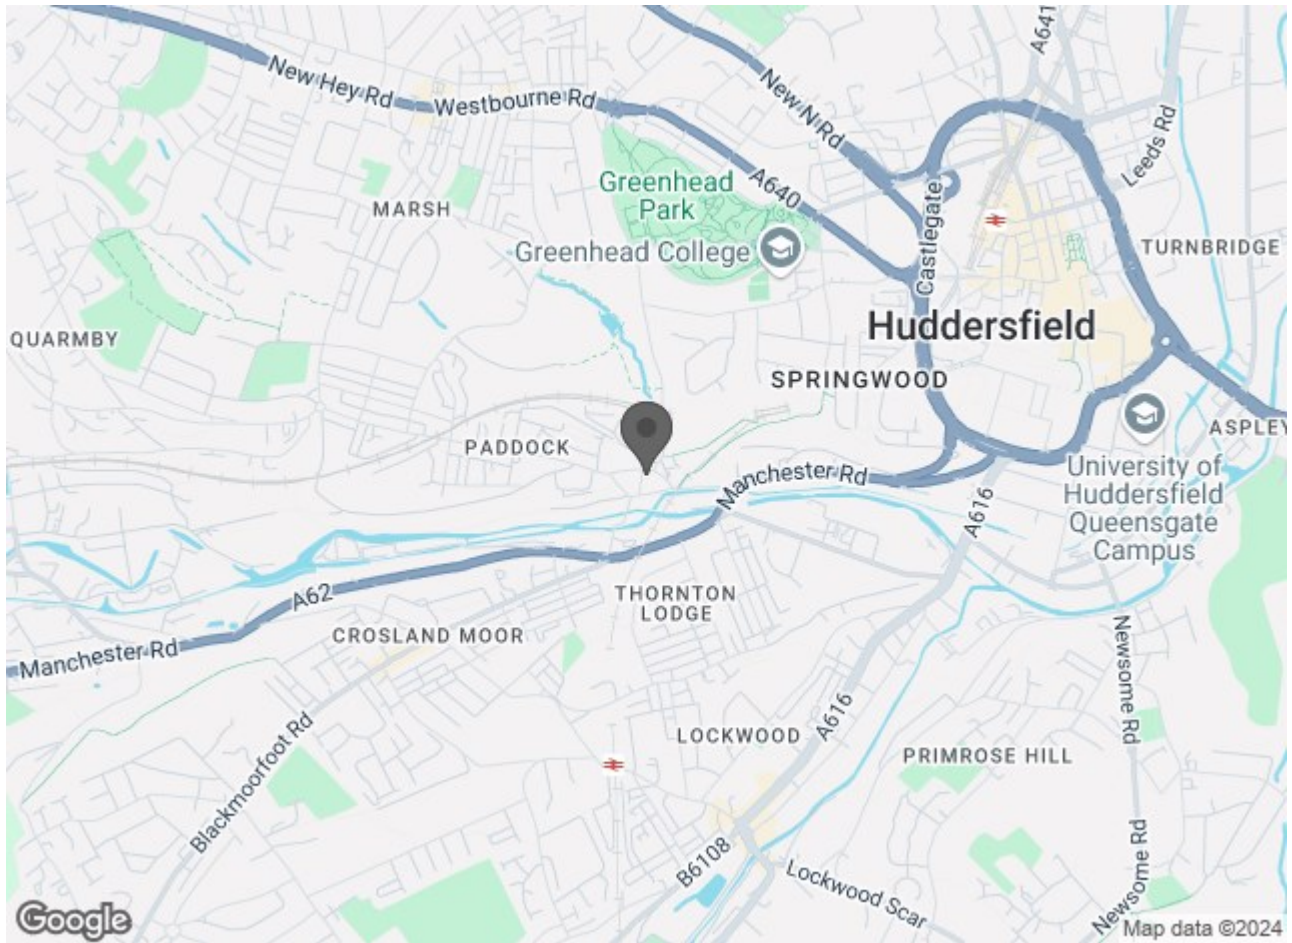 A641
New Hey Rd
Westbourne Rd
New N Rd
Leeds Rd
Greenhead
Park
A640
MARSH
Castlegate
Greenhead College
TURNBRIDGE
QUARMBY
Huddersfield
SPRINGWOOD
PADDOCK
ASPLEY
Manchester Rd
University of
Huddersfield
Queensgate
Campus
A616
A62
THORNTON
LODGE
CROSLAND MOOR
Manchester Rd
Newsome Rd
A616
LOCKWOOD
PRIMROSE HILL
Blackmoorfoot Rd
B6108
Newsome Rd
Lockwood Scar
Google
Map data ©2024